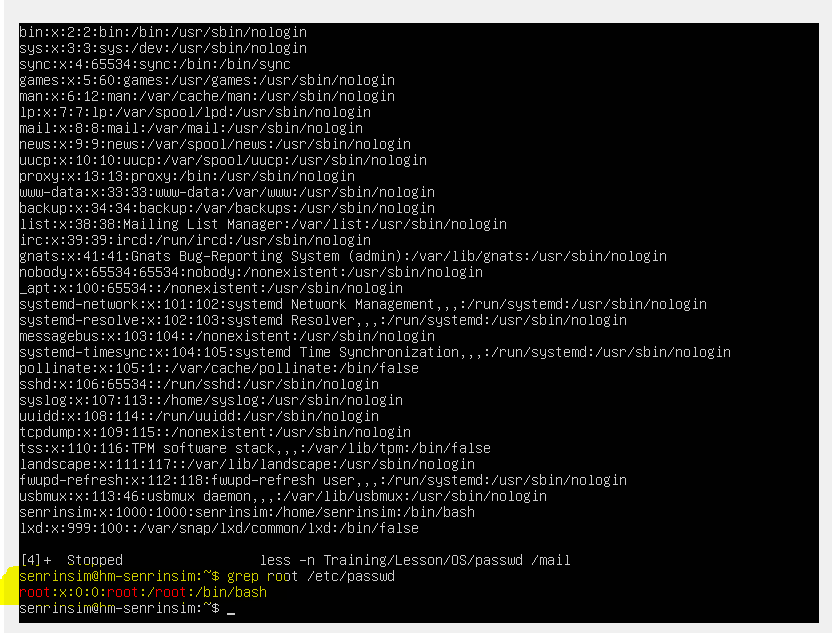 bin:x:2:2:bin:/bin:/usr/sbin/nologin
sys:x:3:3:sys:/dev:/usr/sbin/nologin
sync:x:4:65534:sync:/bin:/bin/sync
games:x:5:60:games:/usr/games:/usr/sbin/nologin
man:x:6:12:man:/var/cache/man:/usr/sbin/nologin
lp:x:7:7:lp:/var/spool/lpd:/usr/sbin/nologin
mail:x:8:8:mail:/var/mail:/usr/sbin/nologin
news:x:9:9:news:/var/spool/news:/usr/sbin/nologin
uucp:x:10:10:uucp:/var/spool/uucp:/usr/sbin/nologin
proxy:x:13:13:proxy:/bin:/usr/sbin/nologin
www-data:x:33:33:www-data:/var/www:/usr/sbin/nologin
backup:x:34:34:backup:/var/backups:/usr/sbin/nologin
list:x:38:38:Mailing List Manager:/var/list:/usr/sbin/nologin
irc:x:39:39:ircd:/run/ircd:/usr/sbin/nologin
gnats:x:41:41:Gnats Bug-Reporting System (admin):/var/lib/gnats:/usr/sbin/nologin
nobody:x:65534:65534:nobody:/nonexistent:/usr/sbin/nologin
_apt:x:100:65534::/nonexistent:/usr/sbin/nologin
systemd-network:x:101:102:systemd Network Management,,,:/run/systemd:/usr/sbin/nologin
systemd-resolve:x:102:103:systemd Resolver,,,:/run/systemd:/usr/sbin/nologin
messagebus:x:103:104::/nonexistent:/usr/sbin/nologin
systemd-timesync:x:104:105:systemd Time Synchronization,,,:/run/systemd:/usr/sbin/nologin
pollinate:x:105:1::/var/cache/pollinate:/bin/false
sshd:x:106:65534::/run/sshd:/usr/sbin/nologin
syslog:x:107:113::/home/syslog:/usr/sbin/nologin
uuidd:x:108:114::/run/uuidd:/usr/sbin/nologin
tcpdump:x:109:115::/nonexistent:/usr/sbin/nologin
tss:x:110:116:TPM software stack,,,:/var/lib/tpm:/bin/false
landscape:x:111:117::/var/lib/landscape:/usr/sbin/nologin
fwupd-refresh:x:112:118:fwupd-refresh user,,,:/run/systemd:/usr/sbin/nologin
usbmux:x:113:46:usbmux daemon,,,:/var/lib/usbmux:/usr/sbin/nologin
senrinsim:x:1000:1000:senrinsim:/home/senrinsim:/bin/bash
lxd:x:999:100::/var/snap/lxd/common/lxd:/bin/false
[4]+  Stopped                 less -n Training/Lesson/OS/passwd /mail
senrinsim@hm-senrinsim:~$ grep root /etc/passwd
root:x:0:0:root:/root:/bin/bash
senrinsim@hm-senrinsim:~$ _